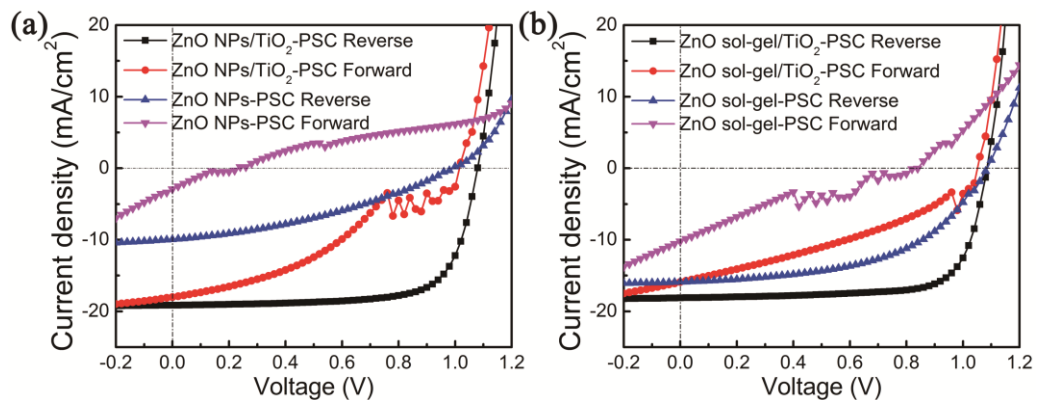 (a)
20
10
0
-10
-20
Current density (mA/cm²)
ZnO NPs/TiO₂-PSC Reverse
ZnO NPs/TiO₂-PSC Forward
ZnO NPs-PSC Reverse
ZnO NPs-PSC Forward
-0.2 0.0 0.2 0.4 0.6 0.8 1.0 1.2
Voltage (V)
(b)
20
10
0
-10
-20
Current density (mA/cm²)
ZnO sol-gel/TiO₂-PSC Reverse
ZnO sol-gel/TiO₂-PSC Forward
ZnO sol-gel-PSC Reverse
ZnO sol-gel-PSC Forward
-0.2 0.0 0.2 0.4 0.6 0.8 1.0 1.2
Voltage (V)